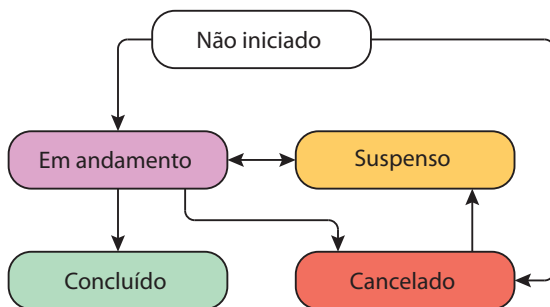 Não iniciado
Em andamento
Suspenso
Concluído
Cancelado